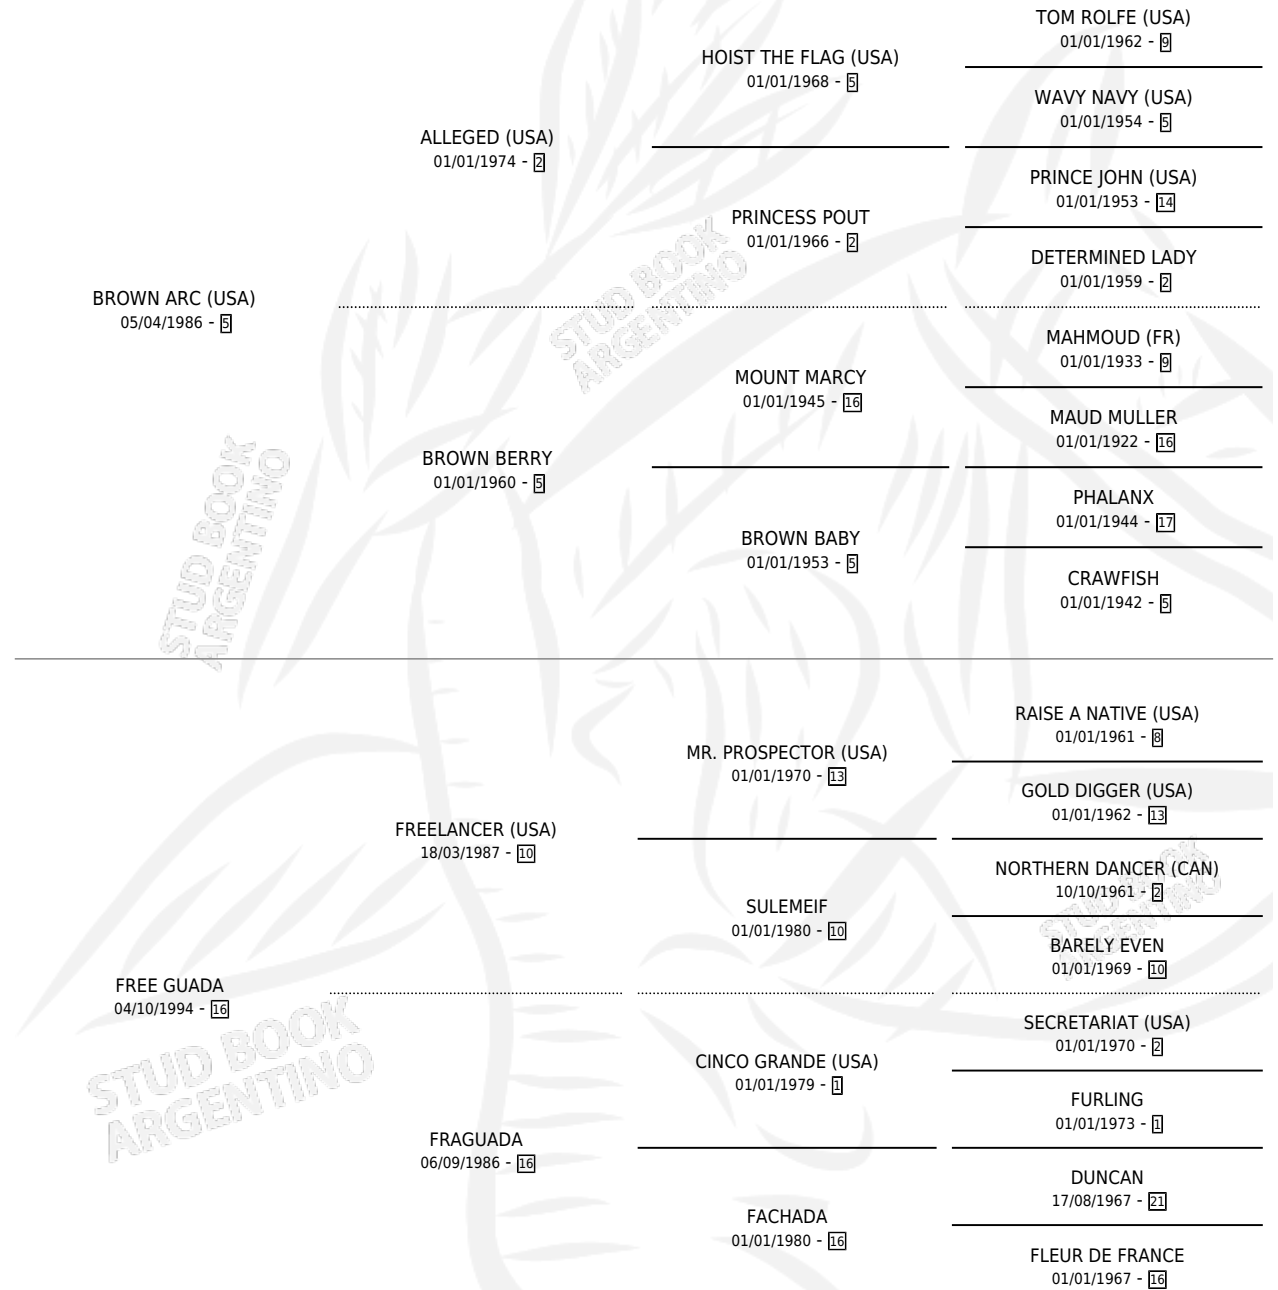 TOM ROLFE (USA)
01/01/1962 - 9
HOIST THE FLAG (USA)
01/01/1968 - 5
WAVY NAVY (USA)
01/01/1954 - 5
ALLEGED (USA)
01/01/1974 - 2
PRINCE JOHN (USA)
01/01/1953 - 14
PRINCESS POUT
01/01/1966 - 2
DETERMINED LADY
01/01/1959 - 2
BROWN ARC (USA)
05/04/1986 - 5
MAHMOUD (FR)
01/01/1933 - 9
MOUNT MARCY
01/01/1945 - 16
MAUD MULLER
01/01/1922 - 16
BROWN BERRY
01/01/1960 - 5
PHALANX
01/01/1944 - 17
BROWN BABY
01/01/1953 - 5
CRAWFISH
01/01/1942 - 5
RAISE A NATIVE (USA)
01/01/1961 - 8
MR. PROSPECTOR (USA)
01/01/1970 - 13
GOLD DIGGER (USA)
01/01/1962 - 13
FREELANCER (USA)
18/03/1987 - 10
NORTHERN DANCER (CAN)
10/10/1961 - 2
SULEMEIF
01/01/1980 - 10
BARELY EVEN
01/01/1969 - 10
FREE GUADA
04/10/1994 - 16
SECRETARIAT (USA)
01/01/1970 - 2
CINCO GRANDE (USA)
01/01/1979 - 1
FURLING
01/01/1973 - 1
FRAGUADA
06/09/1986 - 16
DUNCAN
17/08/1967 - 21
FACHADA
01/01/1980 - 16
FLEUR DE FRANCE
01/01/1967 - 16
STUD BOOK
ARGENTINO
STUD BOOK
ARGENTINO
STUD BOOK
ARGENTINO
STUD BOOK
ARGENTINO